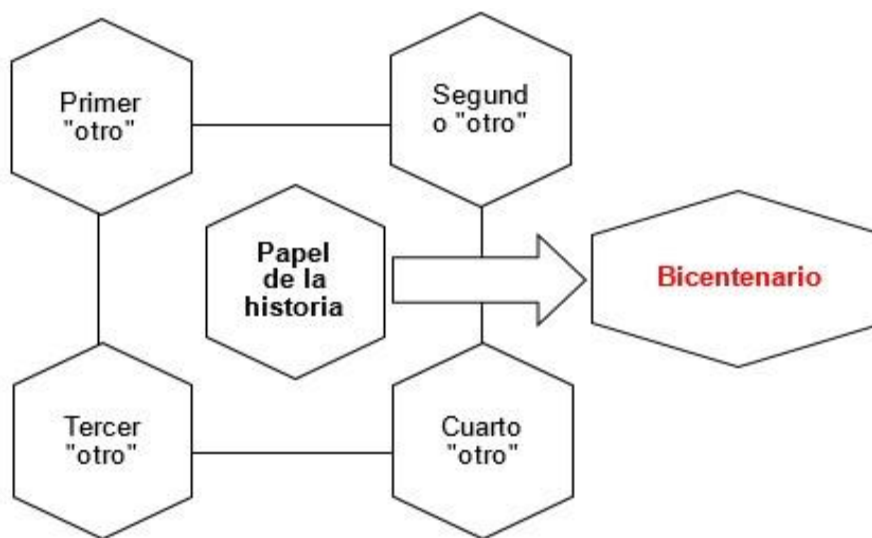 Primer
"otro"
Segund
o "otro"
Papel
de la
historia
Bicentenario
Tercer
"otro"
Cuarto
"otro"